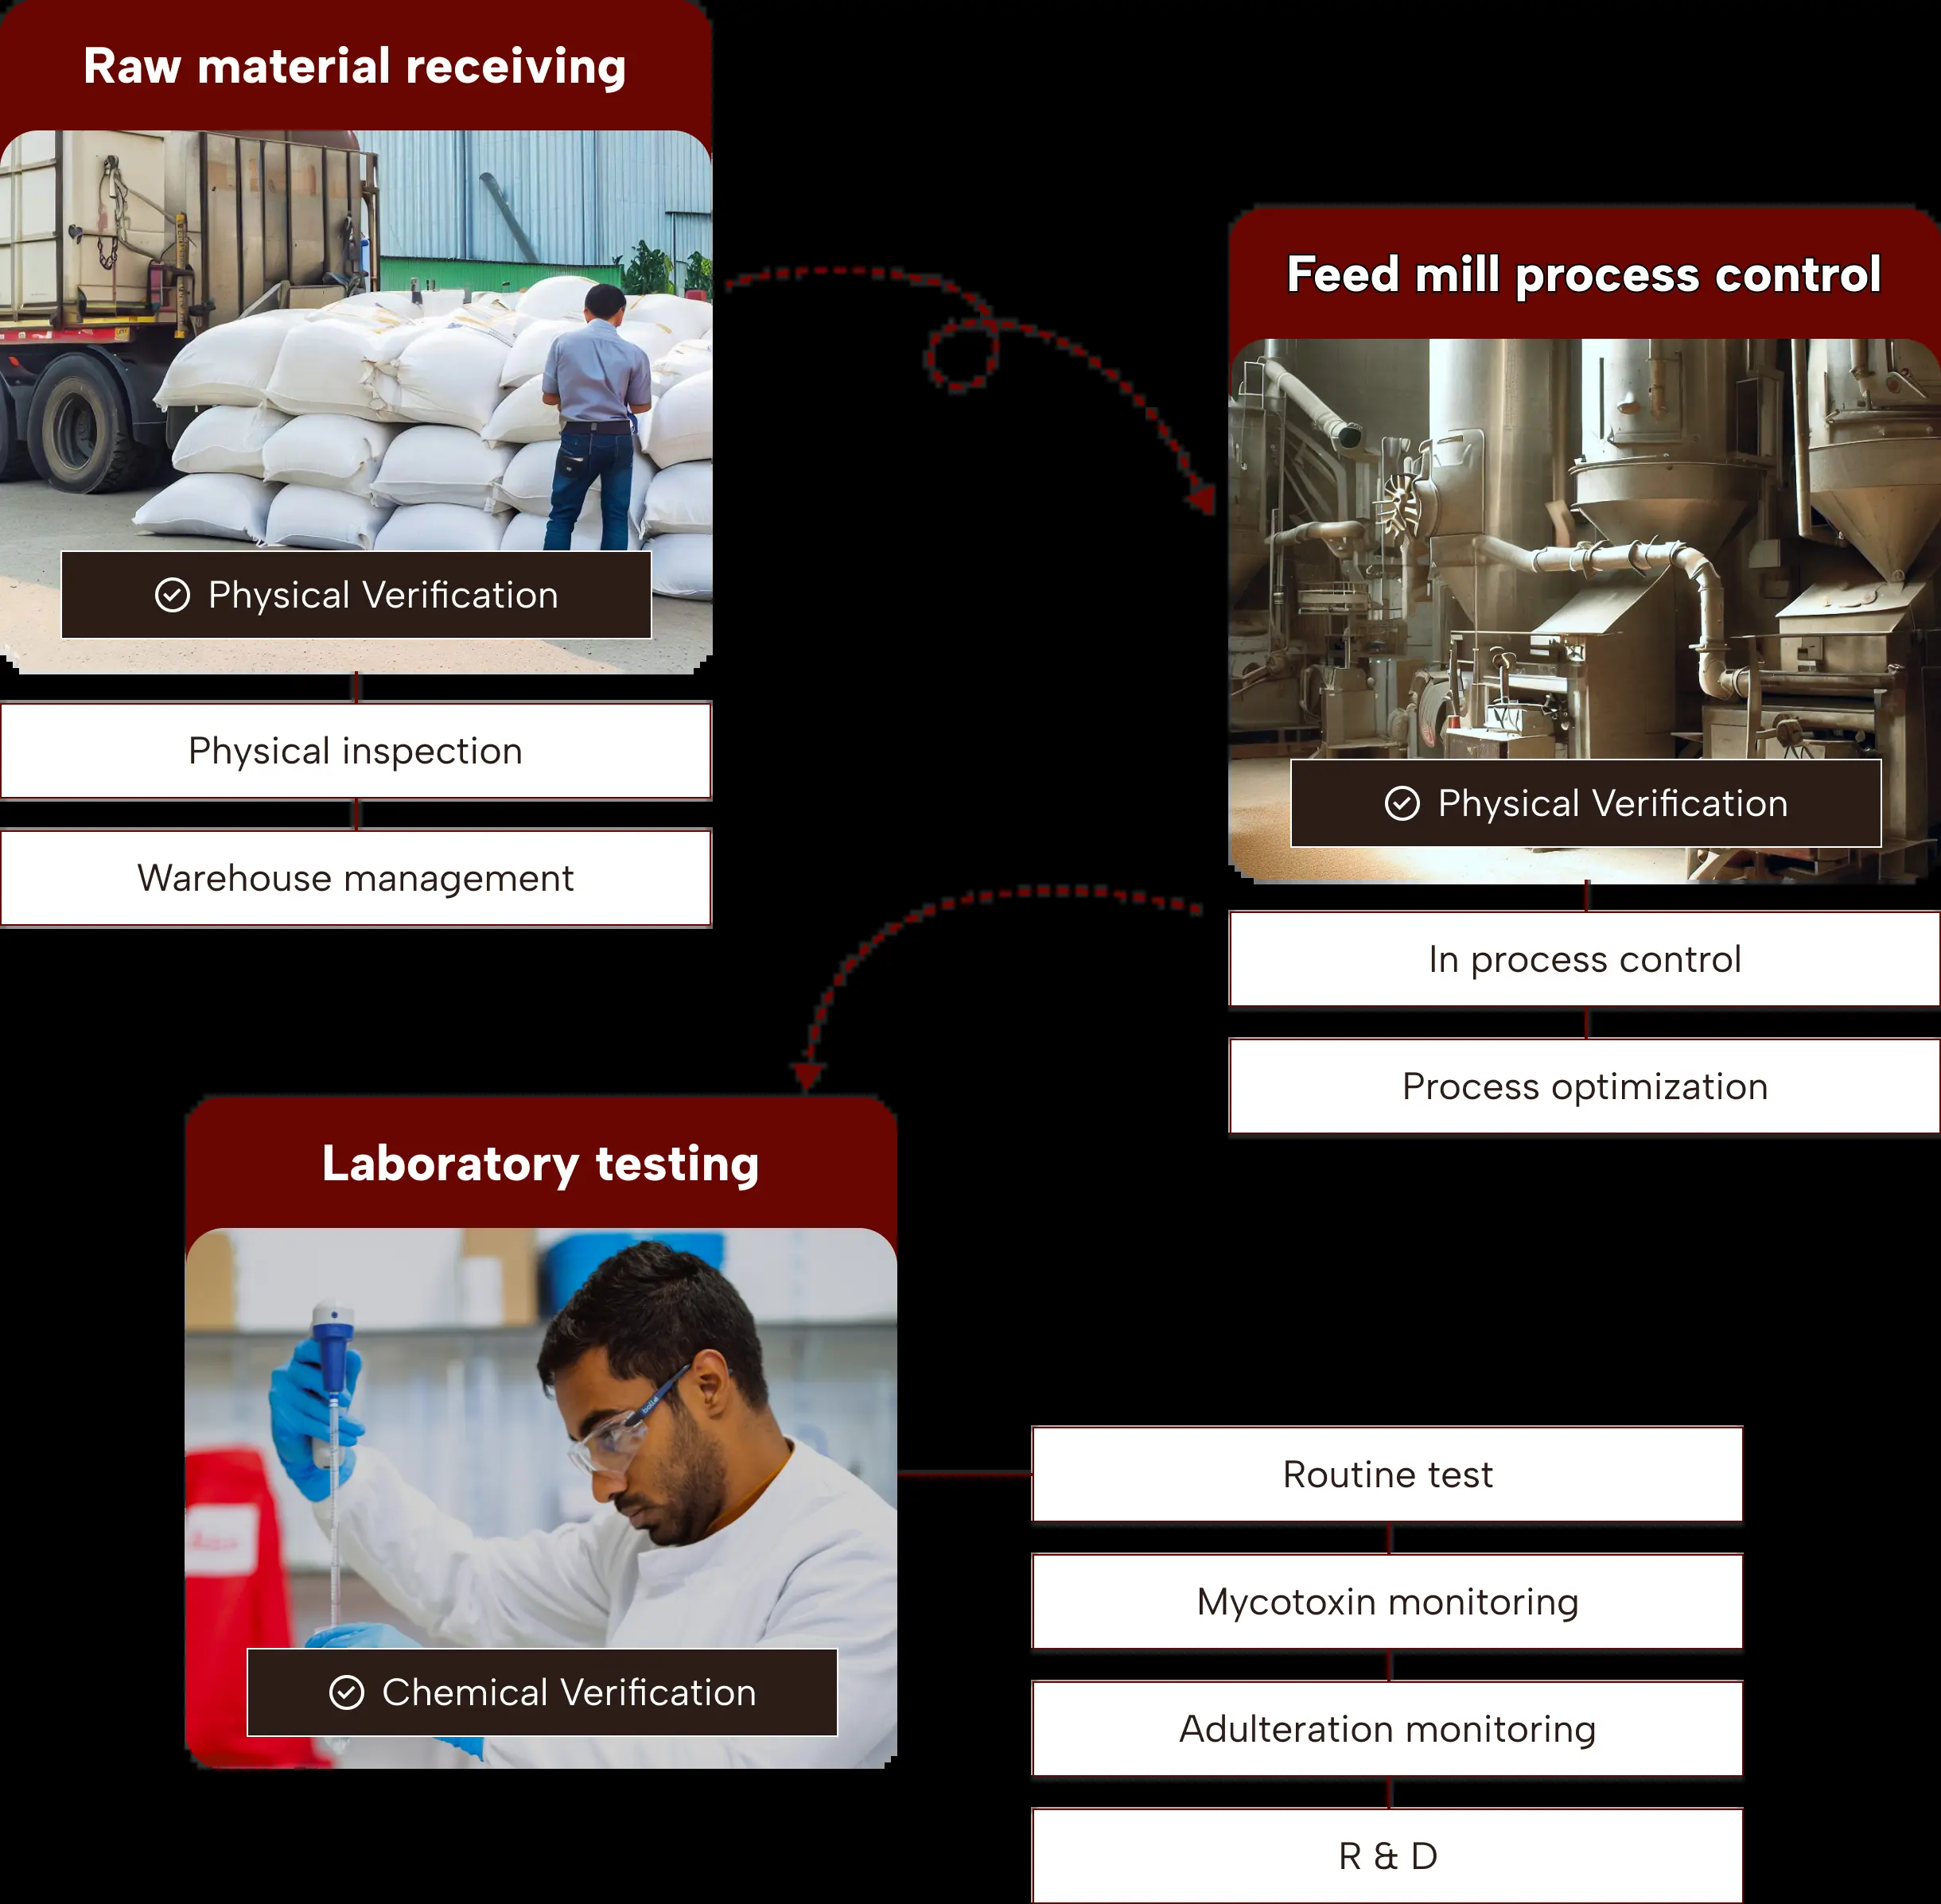 Raw material receiving
Physical Verification
Physical inspection
Warehouse management
Feed mill process control
Physical Verification
In process control
Process optimization
Laboratory testing
Chemical Verification
Routine test
Mycotoxin monitoring
Adulteration monitoring
R & D